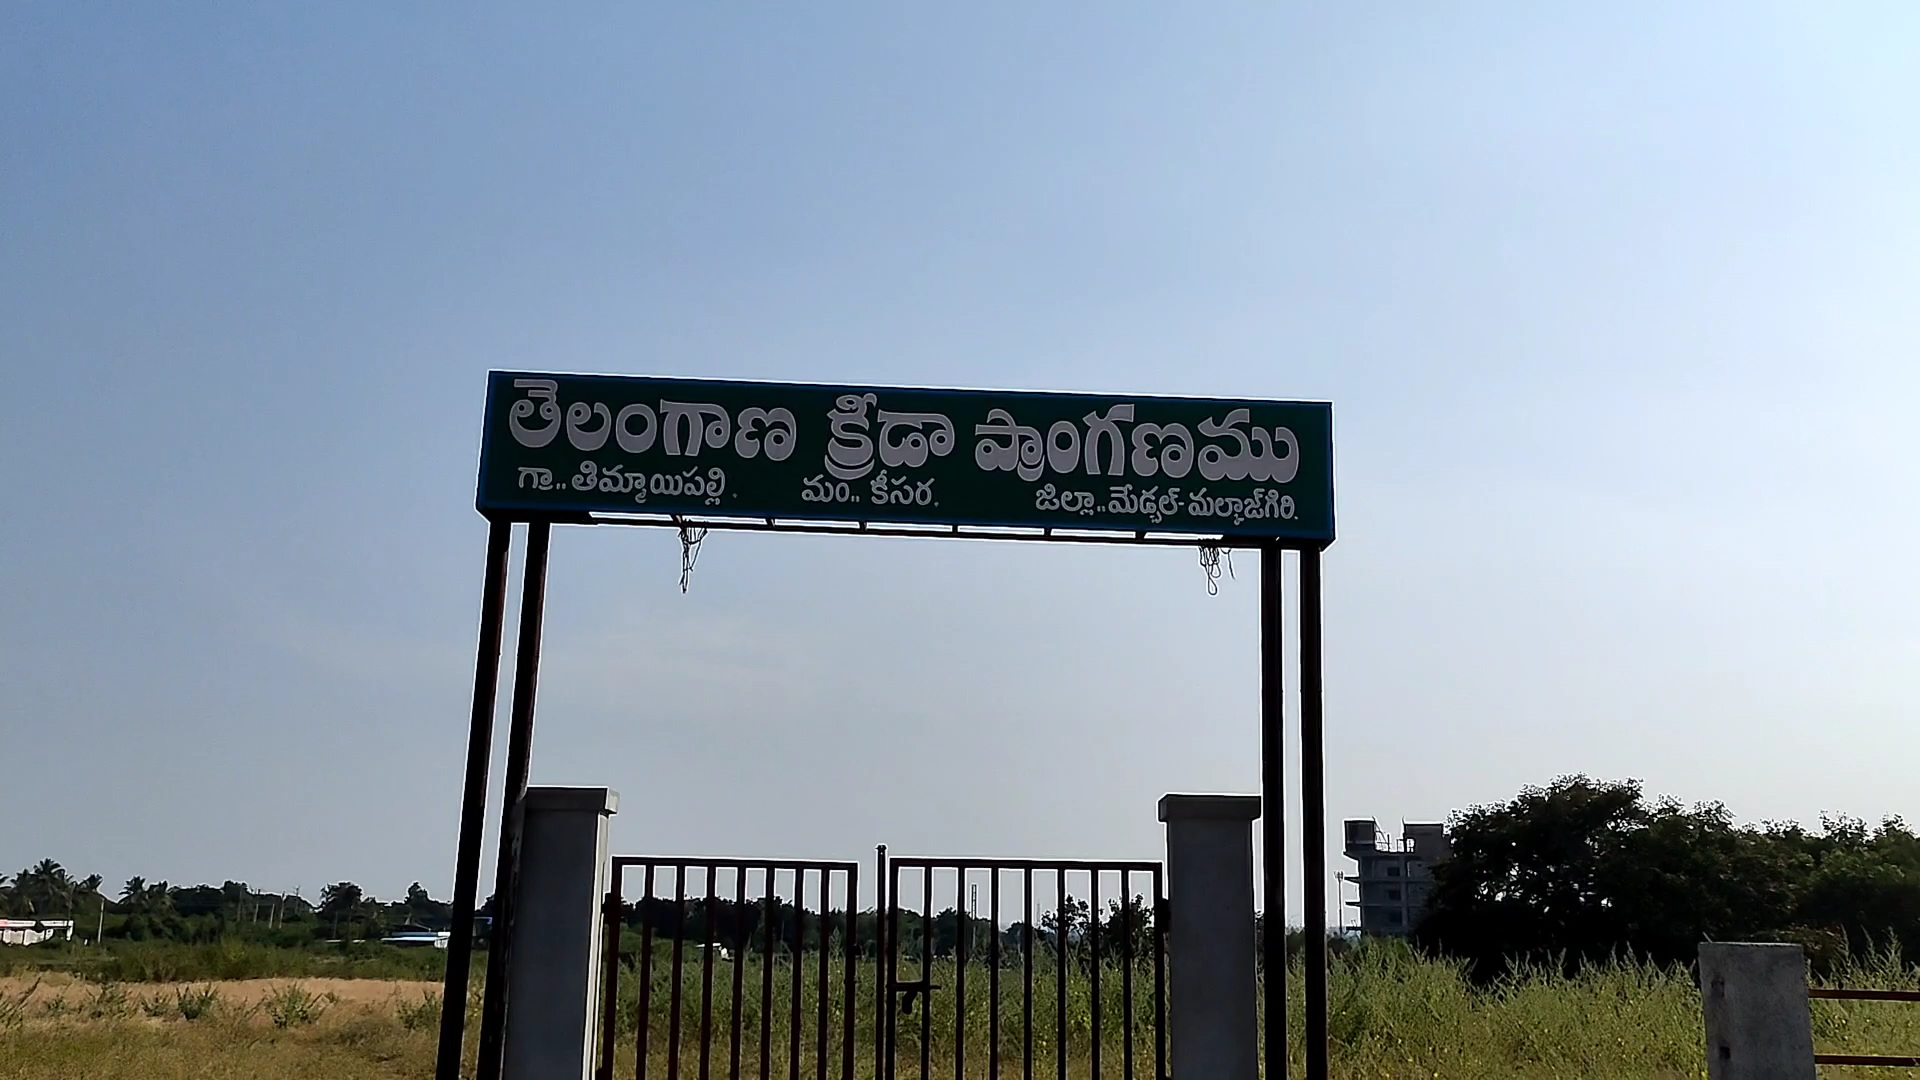 తెలంగాణ క్రీడా ప్రాంగణము
గ్రా.. తిమ్మాయిపల్లి. మం.. కీసర. జిల్లా.. మేడ్చల్-మల్కాజ్‌గిరి.